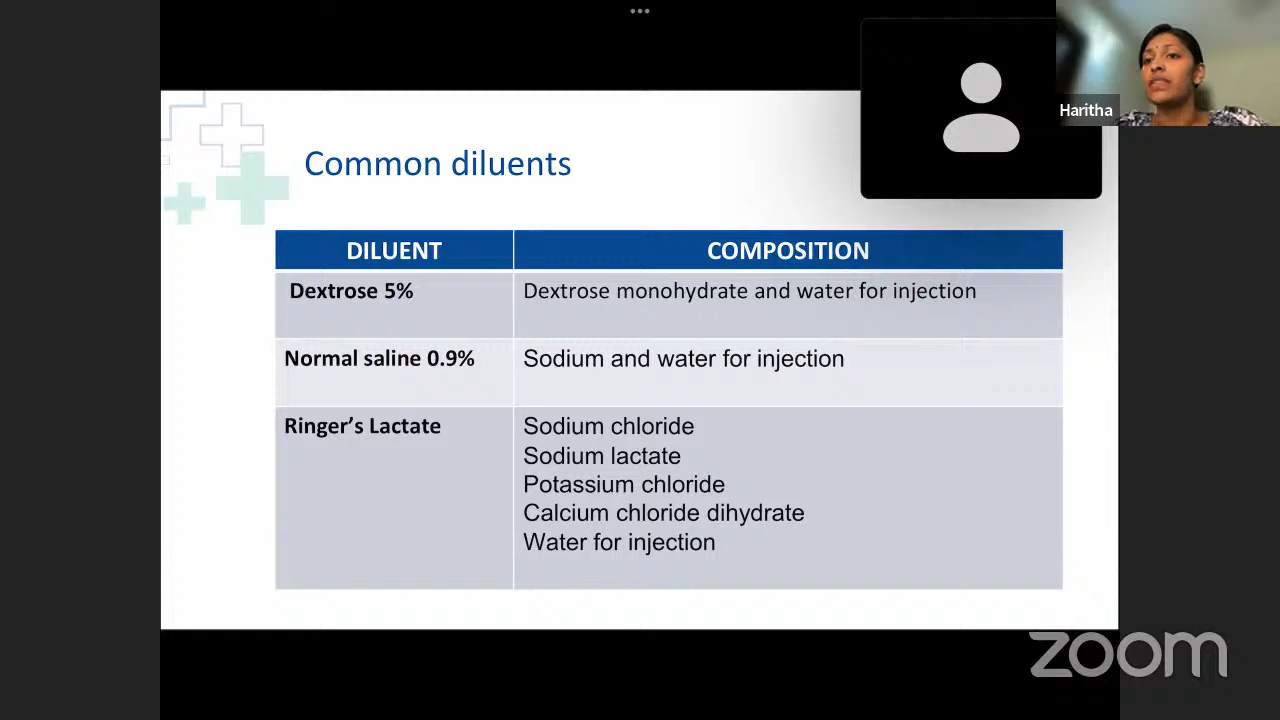 Haritha
Common diluents
DILUENT COMPOSITION
Dextrose 5% Dextrose monohydrate and water for injection
Normal saline 0.9% Sodium and water for injection
Ringer’s Lactate Sodium chloride
Sodium lactate
Potassium chloride
Calcium chloride dihydrate
Water for injection
zoom